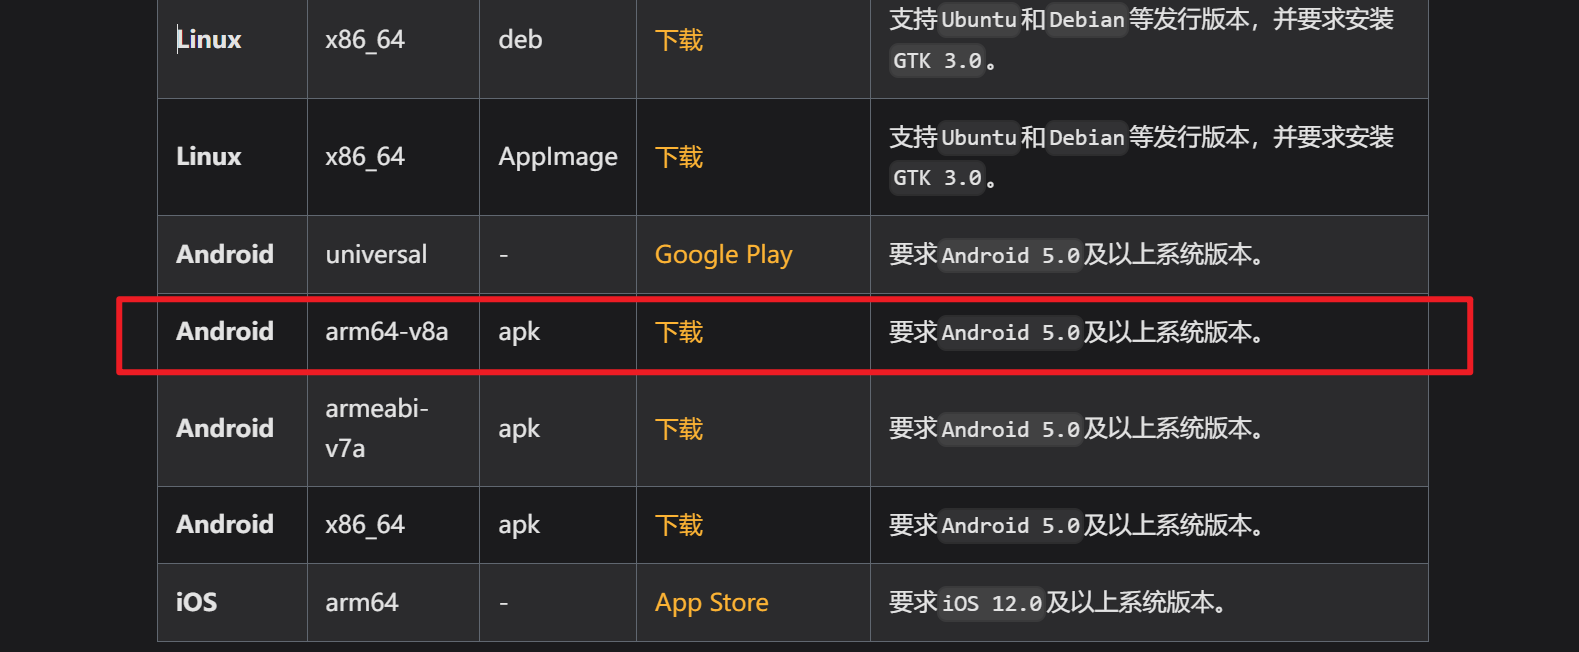 Linux x86_64 deb 下载 支持Ubuntu和Debian等发行版本，并要求安装
GTK 3.0。
Linux x86_64 AppImage 下载 支持Ubuntu和Debian等发行版本，并要求安装
GTK 3.0。
Android universal - Google Play 要求Android 5.0及以上系统版本。
Android arm64-v8a apk 下载 要求Android 5.0及以上系统版本。
Android armeabi-
v7a apk 下载 要求Android 5.0及以上系统版本。
Android x86_64 apk 下载 要求Android 5.0及以上系统版本。
iOS arm64 - App Store 要求iOS 12.0及以上系统版本。